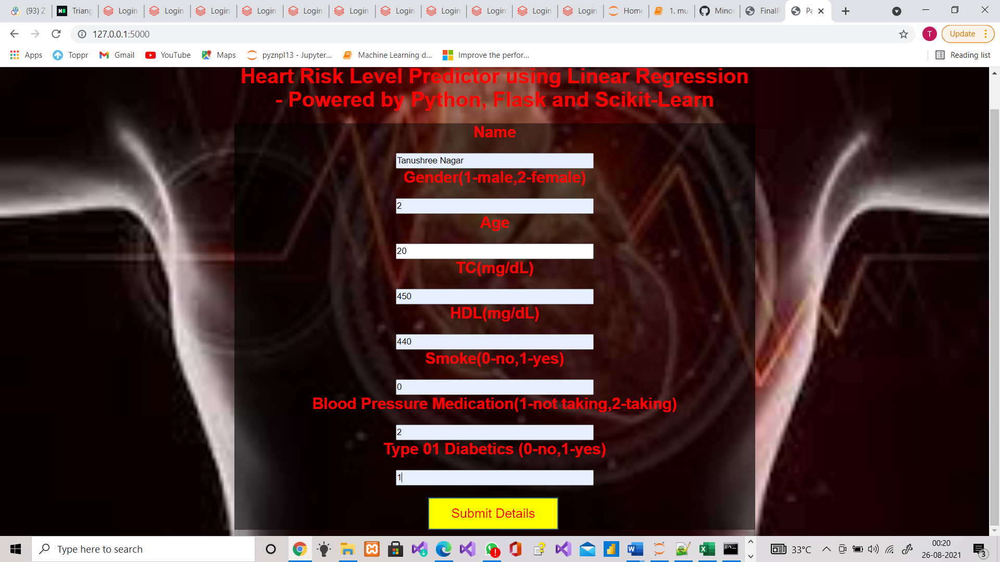 (93) Z
Triang
Login
Login
Login
Login
Login
Login
Login
Login
Login
Login
Login
Home
1. mu
Minor
FinalR
Pa
127.0.0.1:5000
T
Update
Apps
Toppr
Gmail
YouTube
Maps
pyznpl13 - Jupyter...
Machine Learning d...
Improve the perfor...
Reading list
Heart Risk Level Predictor using Linear Regression
- Powered by Python, Flask and Scikit-Learn
Name
Tanushree Nagar
Gender(1-male,2-female)
2
Age
20
TC(mg/dL)
450
HDL(mg/dL)
440
Smoke(0-no,1-yes)
0
Blood Pressure Medication(1-not taking,2-taking)
2
Type 01 Diabetics (0-no,1-yes)
1
Submit Details
Type here to search
33°C
00:20
26-08-2021
3